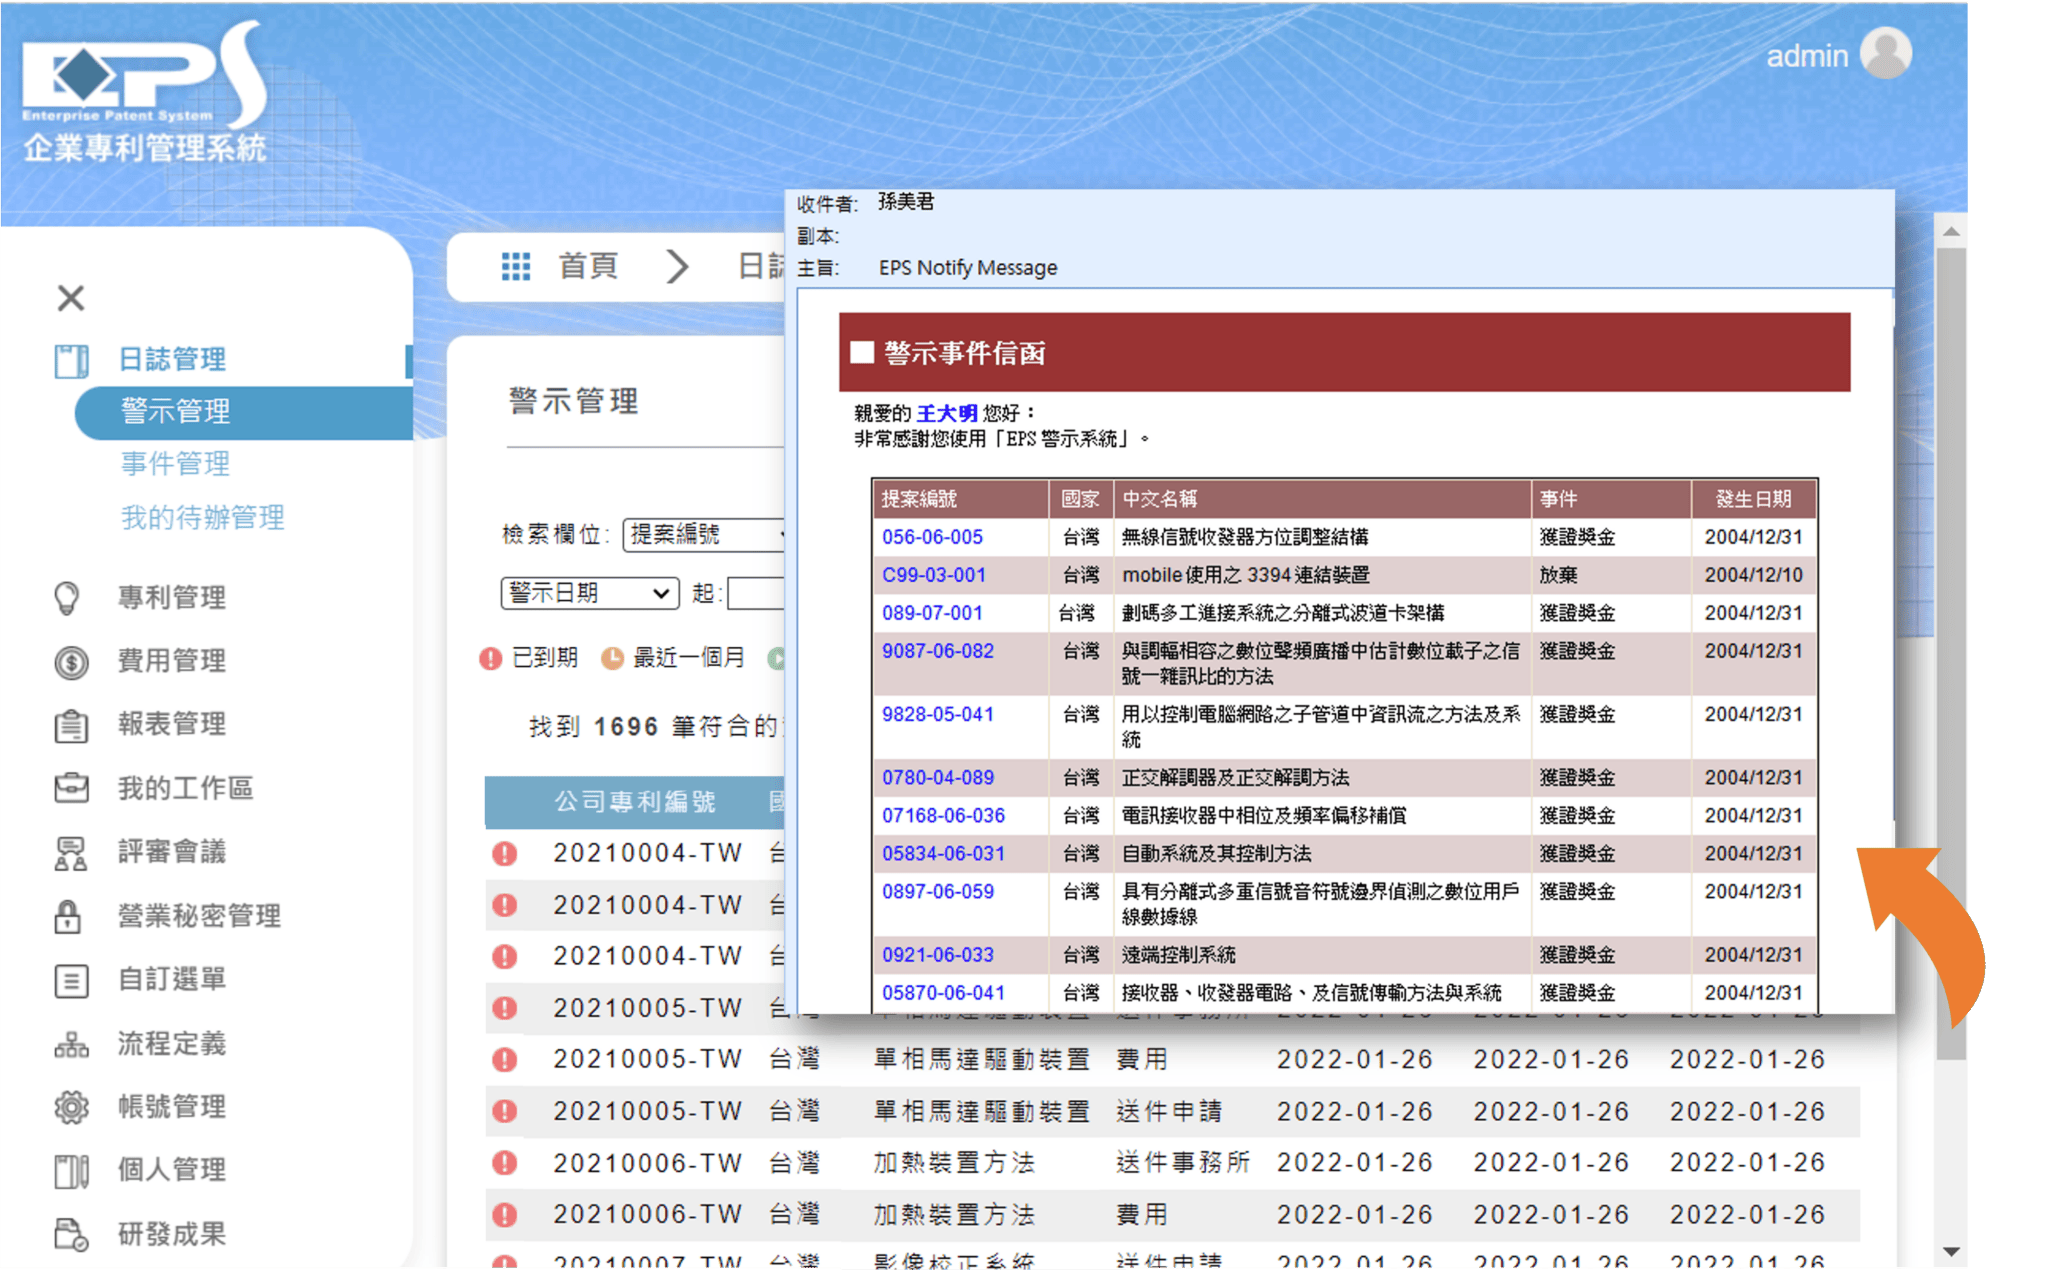 EPS
Enterprise Patent System
企業專利管理系統
admin
日誌管理
警示管理
事件管理
我的待辦管理
專利管理
費用管理
報表管理
我的工作區
評審會議
營業秘密管理
自訂選單
流程定義
帳號管理
個人管理
研發成果
首頁 日誌
警示管理
檢索欄位: 提案編號
警示日期 起:
已到期 最近一個月
找到 1696 筆符合的
公司專利編號
20210004-TW
20210004-TW
20210004-TW
20210005-TW
20210005-TW 台灣 單相馬達驅動裝置 費用 2022-01-26 2022-01-26 2022-01-26
20210005-TW 台灣 單相馬達驅動裝置 送件申請 2022-01-26 2022-01-26 2022-01-26
20210006-TW 台灣 加熱裝置方法 送件事務所 2022-01-26 2022-01-26 2022-01-26
20210006-TW 台灣 加熱裝置方法 費用 2022-01-26 2022-01-26 2022-01-26
20210007-TW 台灣 影像校正系統 送件申請 2022-01-26 2022-01-26 2022-01-26
收件者: 孫美君
副本:
主旨: EPS Notify Message
警示事件信函
親愛的 王大明 您好：
非常感謝您使用「EPS 警示系統」。
提案編號 國家 中文名稱 事件 發生日期
056-06-005 台灣 無線信號收發器方位調整結構 獲證獎金 2004/12/31
C99-03-001 台灣 mobile 使用之 3394 連結裝置 放棄 2004/12/10
089-07-001 台灣 劃碼多工進接系統之分離式波道卡架構 獲證獎金 2004/12/31
9087-06-082 台灣 與調輻相容之數位聲頻廣播中估計數位載子之信 獲證獎金 2004/12/31
號一雜訊比的方法
9828-05-041 台灣 用以控制電腦網路之子管道中資訊流之方法及系 獲證獎金 2004/12/31
統
0780-04-089 台灣 正交解調器及正交解調方法 獲證獎金 2004/12/31
07168-06-036 台灣 電訊接收器中相位及頻率偏移補償 獲證獎金 2004/12/31
05834-06-031 台灣 自動系統及其控制方法 獲證獎金 2004/12/31
0897-06-059 台灣 具有分離式多重信號音符號邊界偵測之數位用戶 獲證獎金 2004/12/31
線數據線
0921-06-033 台灣 遠端控制系統 獲證獎金 2004/12/31
05870-06-041 台灣 接收器、收發器電路、及信號傳輸方法與系統 獲證獎金 2004/12/31